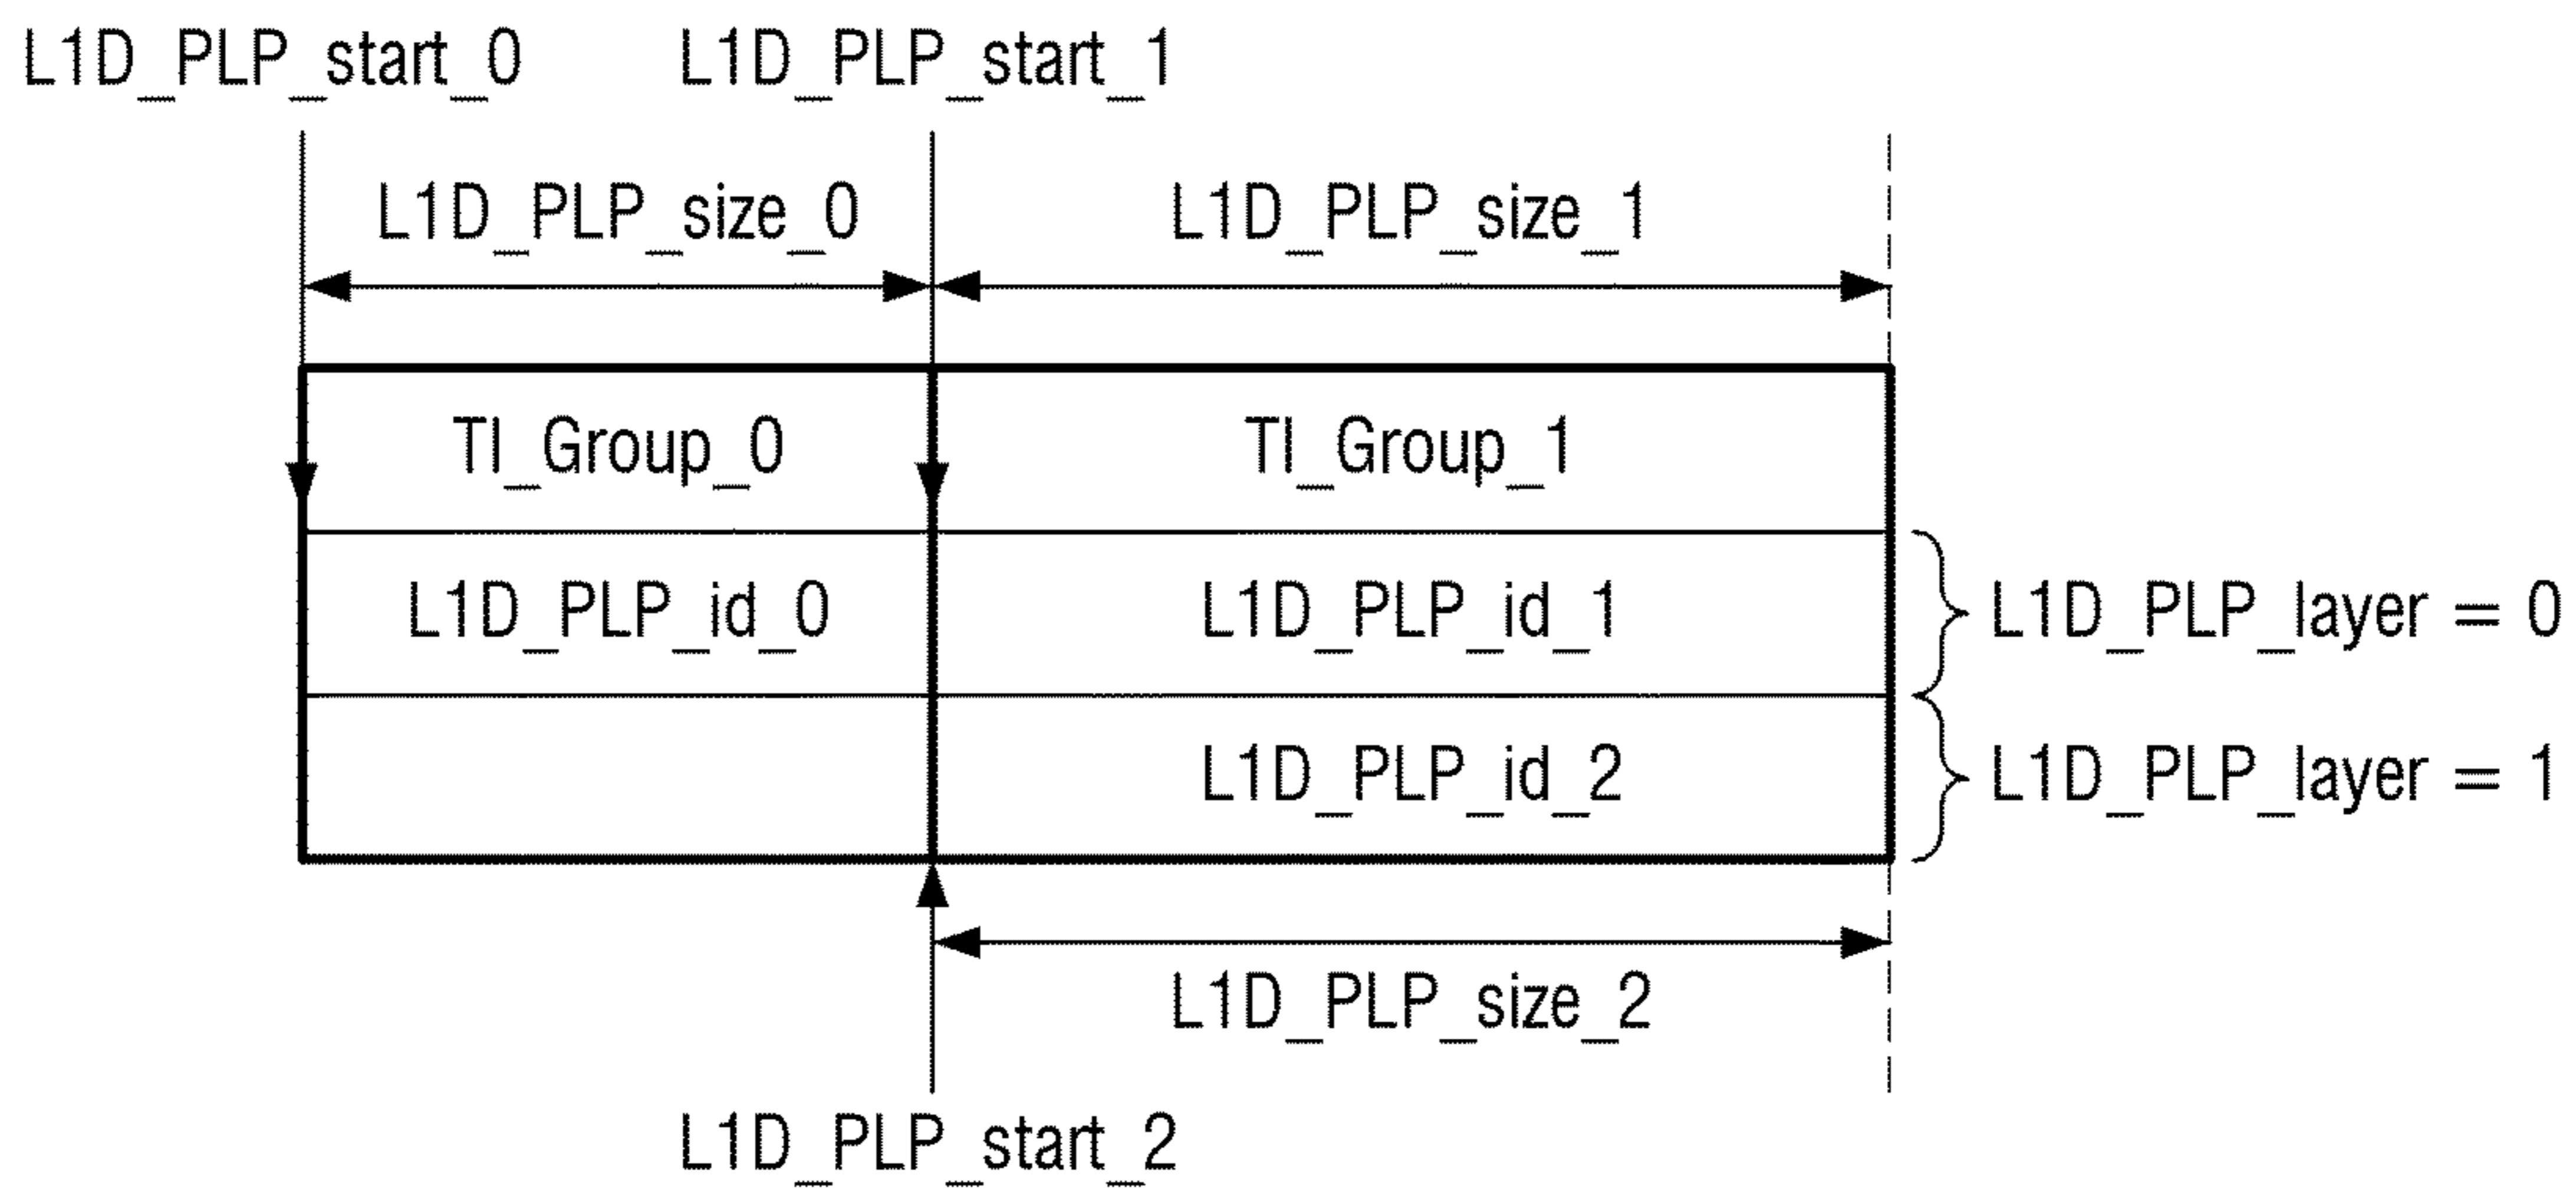 L1D_PLP_start_0 L1D_PLP_start_1
L1D_PLP_size_0 L1D_PLP_size_1
TI_Group_0 TI_Group_1
L1D_PLP_id_0 L1D_PLP_id_1 L1D_PLP_layer = 0
L1D_PLP_id_2 L1D_PLP_layer = 1
L1D_PLP_size_2
L1D_PLP_start_2